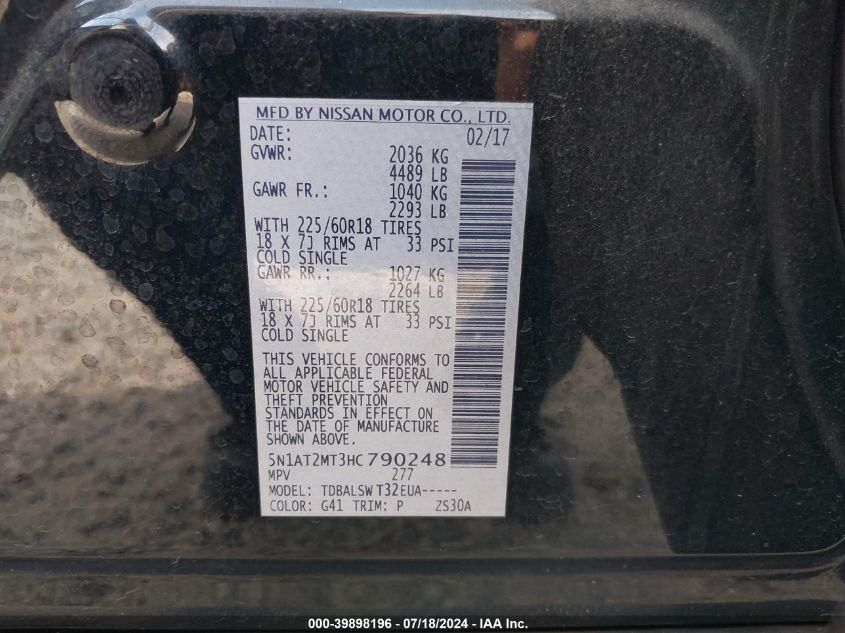 MFD BY NISSAN MOTOR CO., LTD.
DATE: 02/17
GVWR: 2036 KG
4489 LB
GAWR FR.: 1040 KG
2293 LB
WITH 225/60R18 TIRES
18 X 7J RIMS AT 33 PSI
COLD SINGLE
GAWR RR.: 1027 KG
2264 LB
WITH 225/60R18 TIRES
18 X 7J RIMS AT 33 PSI
COLD SINGLE
THIS VEHICLE CONFORMS TO
ALL APPLICABLE FEDERAL
MOTOR VEHICLE SAFETY AND
THEFT PREVENTION
STANDARDS IN EFFECT ON
THE DATE OF MANUFACTURE
SHOWN ABOVE.
5N1AT2MT3HC790248
MPV 277
MODEL: TDBALSW T32EUA-----
COLOR: G41 TRIM: P ZS30A
000-39898196 - 07/18/2024 - IAA Inc.